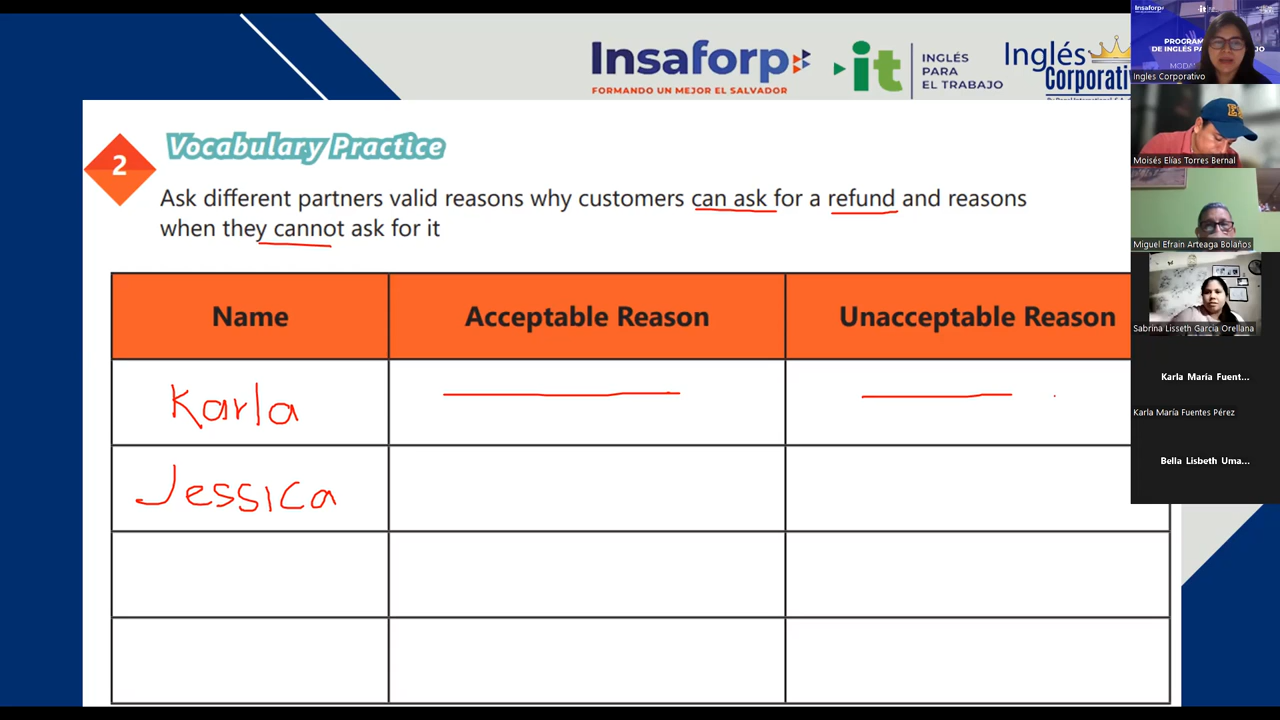 Insaforp
FORMANDO UN MEJOR EL SALVADOR
it
INGLÉS
PARA
EL TRABAJO
Inglés
Corporativ
2
Vocabulary Practice
Ask different partners valid reasons why customers can ask for a refund and reasons
when they cannot ask for it
Name
Acceptable Reason
Unacceptable Reason
Karla
Jessica
Insaforp
it
Ingles Corporativo
Moisés Elías Torres Bernal
Miguel Efrain Arteaga Bolaños
Sabrina Lisseth Garcia Orellana
Karla María Fuent...
Karla María Fuentes Pérez
Bella Lisbeth Uma...